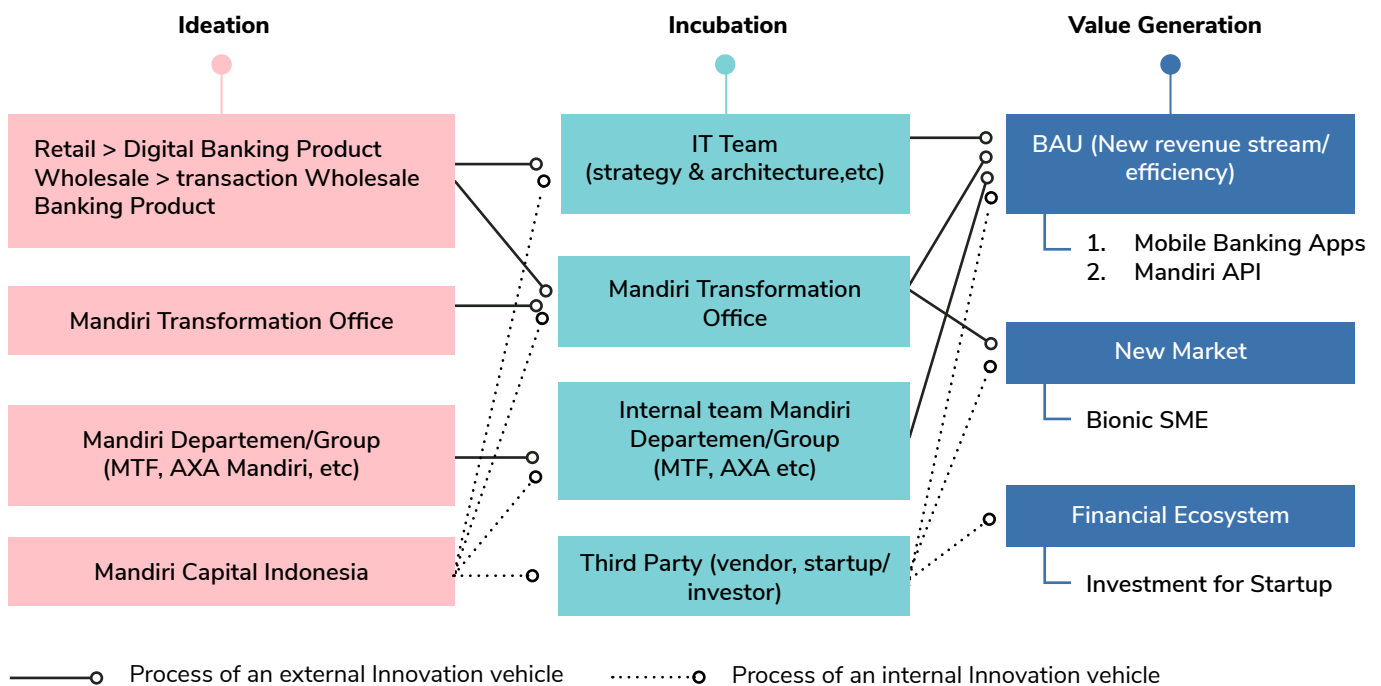 Ideation
Incubation
Value Generation
Retail > Digital Banking Product
Wholesale > transaction Wholesale
Banking Product
Mandiri Transformation Office
Mandiri Departemen/Group
(MTF, AXA Mandiri, etc)
Mandiri Capital Indonesia
IT Team
(strategy & architecture,etc)
Mandiri Transformation
Office
Internal team Mandiri
Departemen/Group
(MTF, AXA etc)
Third Party (vendor, startup/
investor)
BAU (New revenue stream/
efficiency)
1. Mobile Banking Apps
2. Mandiri API
New Market
Bionic SME
Financial Ecosystem
Investment for Startup
Process of an external Innovation vehicle
Process of an internal Innovation vehicle